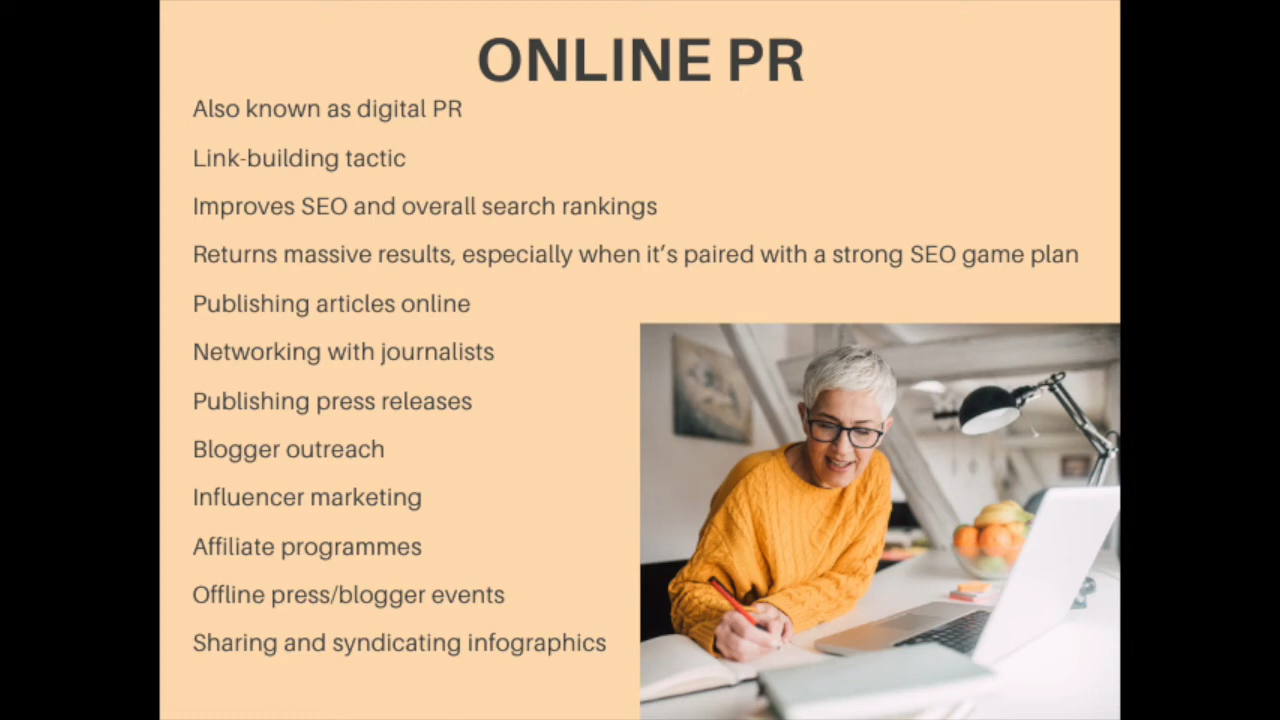 ONLINE PR
Also known as digital PR
Link-building tactic
Improves SEO and overall search rankings
Returns massive results, especially when it’s paired with a strong SEO game plan
Publishing articles online
Networking with journalists
Publishing press releases
Blogger outreach
Influencer marketing
Affiliate programmes
Offline press/blogger events
Sharing and syndicating infographics